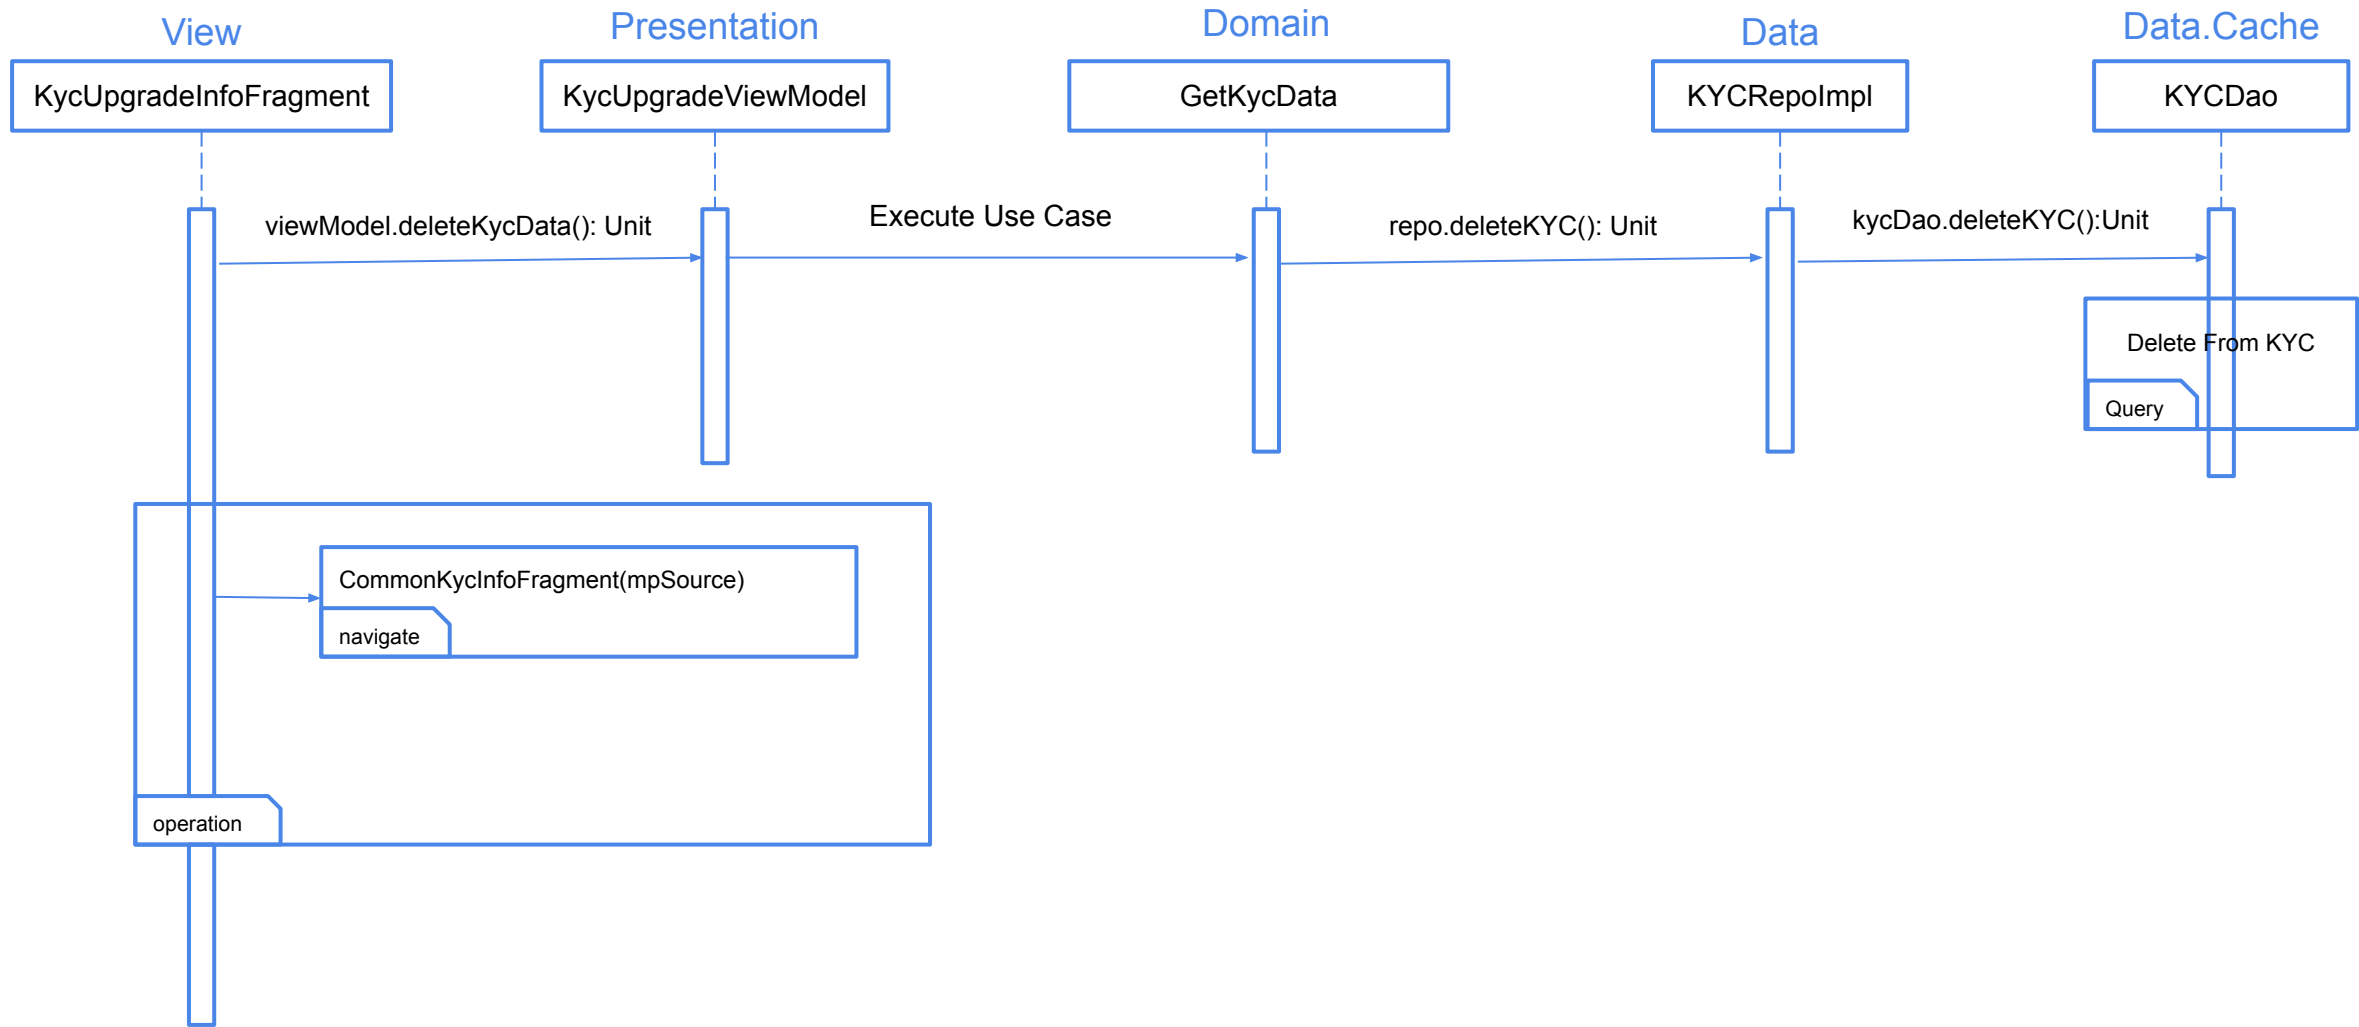 View
Presentation
Domain
Data
Data.Cache
KycUpgradeInfoFragment
KycUpgradeViewModel
GetKycData
KYCRepoImpl
KYCDao
viewModel.deleteKycData(): Unit
Execute Use Case
repo.deleteKYC(): Unit
kycDao.deleteKYC():Unit
Delete From KYC
Query
CommonKycInfoFragment(mpSource)
navigate
operation